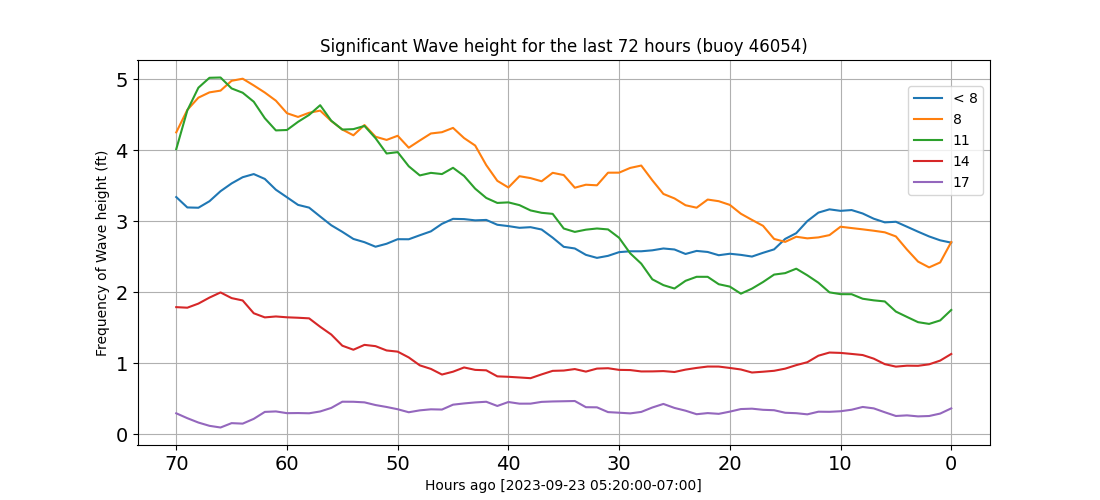 Significant Wave height for the last 72 hours (buoy 46054)
Frequency of Wave height (ft)
5
4
3
2
1
0
< 8
8
11
14
17
70 60 50 40 30 20 10 0
Hours ago [2023-09-23 05:20:00-07:00]